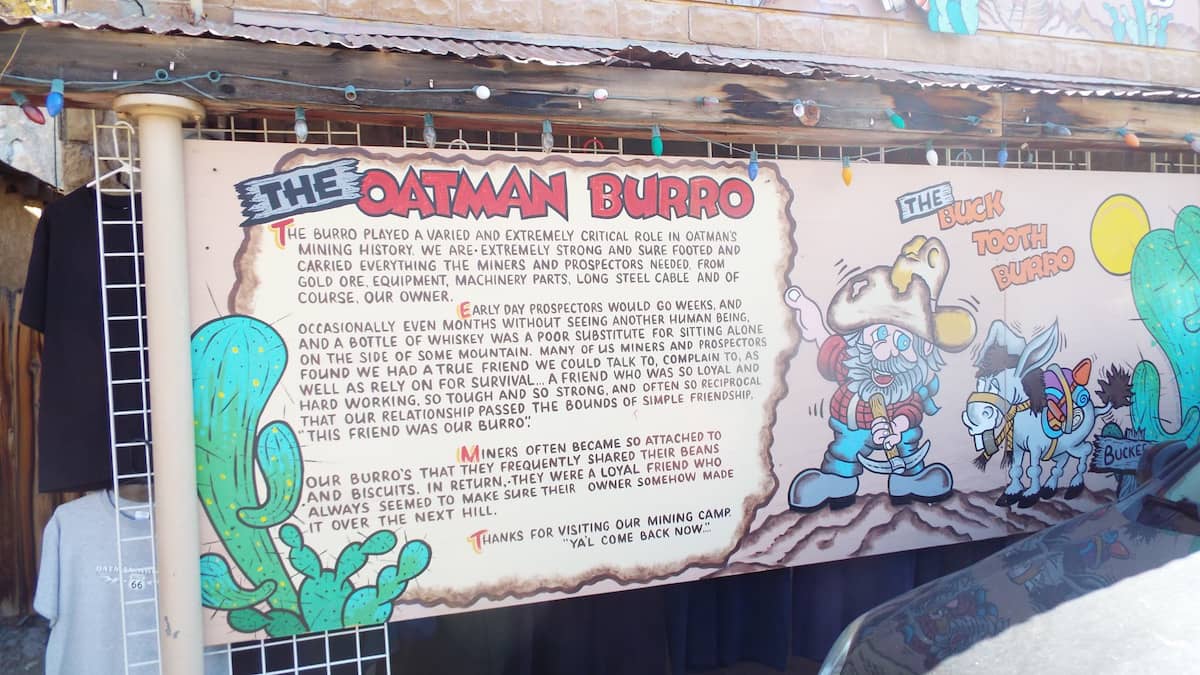 THE OATMAN BURRO
THE BURRO PLAYED A VARIED AND EXTREMELY CRITICAL ROLE IN OATMAN'S
MINING HISTORY. WE ARE EXTREMELY STRONG AND SURE FOOTED AND
CARRIED EVERYTHING THE MINERS AND PROSPECTORS NEEDED. FROM
GOLD ORE, EQUIPMENT, MACHINERY PARTS, LONG STEEL CABLE AND OF
COURSE, OUR OWNER.
EARLY DAY PROSPECTORS WOULD GO WEEKS, AND
OCCASIONALLY EVEN MONTHS WITHOUT SEEING ANOTHER HUMAN BEING,
AND A BOTTLE OF WHISKEY WAS A POOR SUBSTITUTE FOR SITTING ALONE
ON THE SIDE OF SOME MOUNTAIN. MANY OF US MINERS AND PROSPECTORS
FOUND WE HAD A TRUE FRIEND WE COULD TALK TO, COMPLAIN TO, AS
WELL AS RELY ON FOR SURVIVAL... A FRIEND WHO WAS SO LOYAL AND
HARD WORKING, SO TOUGH AND SO STRONG, AND OFTEN SO RECIPROCAL
THAT OUR RELATIONSHIP PASSED THE BOUNDS OF SIMPLE FRIENDSHIP.
"THIS FRIEND WAS OUR BURRO".
MINERS OFTEN BECAME SO ATTACHED TO
OUR BURRO'S THAT THEY FREQUENTLY SHARED THEIR BEANS
AND BISCUITS. IN RETURN, THEY WERE A LOYAL FRIEND WHO
ALWAYS SEEMED TO MAKE SURE THEIR OWNER SOMEHOW MADE
IT OVER THE NEXT HILL.
THANKS FOR VISITING OUR MINING CAMP.
"YA'L COME BACK NOW..."
THE BUCK
TOOTH
BURRO
66